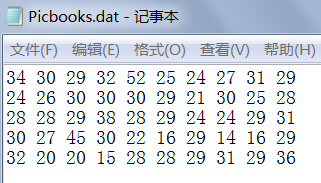 Picbooks.dat - 记事本
文件(F) 编辑(E) 格式(O) 查看(V) 帮助(H)
34 30 29 32 52 25 24 27 31 29
24 26 30 30 30 29 21 30 25 28
28 28 29 38 28 29 24 24 29 31
30 27 45 30 22 16 29 14 16 29
32 20 20 15 28 28 29 31 29 36